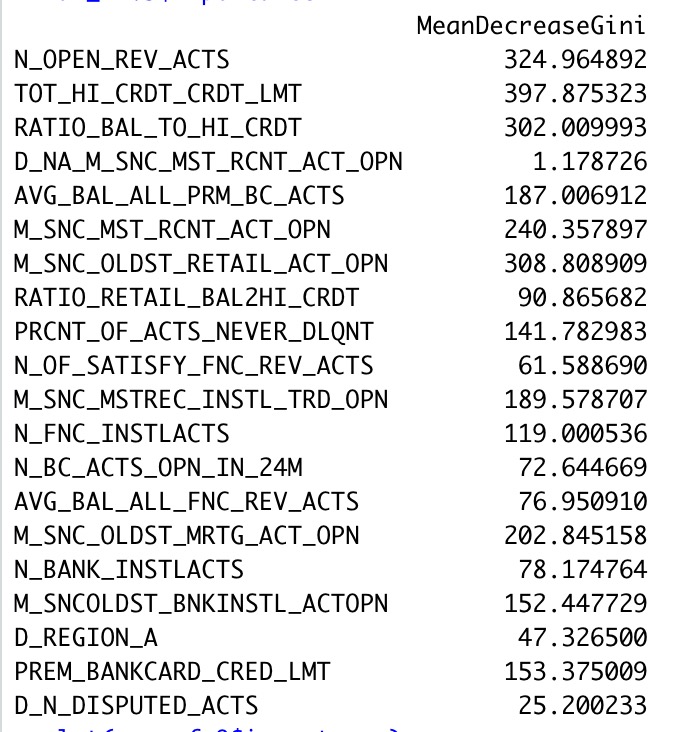 MeanDecreaseGini
N_OPEN_REV_ACTS 324.964892
TOT_HI_CRDT_CRDT_LMT 397.875323
RATIO_BAL_TO_HI_CRDT 302.009993
D_NA_M_SNC_MST_RCNT_ACT_OPN 1.178726
AVG_BAL_ALL_PRM_BC_ACTS 187.006912
M_SNC_MST_RCNT_ACT_OPN 240.357897
M_SNC_OLDST_RETAIL_ACT_OPN 308.808909
RATIO_RETAIL_BAL2HI_CRDT 90.865682
PRCNT_OF_ACTS_NEVER_DLQNT 141.782983
N_OF_SATISFY_FNC_REV_ACTS 61.588690
M_SNC_MSTREC_INSTL_TRD_OPN 189.578707
N_FNC_INSTLACTS 119.000536
N_BC_ACTS_OPN_IN_24M 72.644669
AVG_BAL_ALL_FNC_REV_ACTS 76.950910
M_SNC_OLDST_MRTG_ACT_OPN 202.845158
N_BANK_INSTLACTS 78.174764
M_SNCOLDST_BNKINSTL_ACTOPN 152.447729
D_REGION_A 47.326500
PREM_BANKCARD_CRED_LMT 153.375009
D_N_DISPUTED_ACTS 25.200233